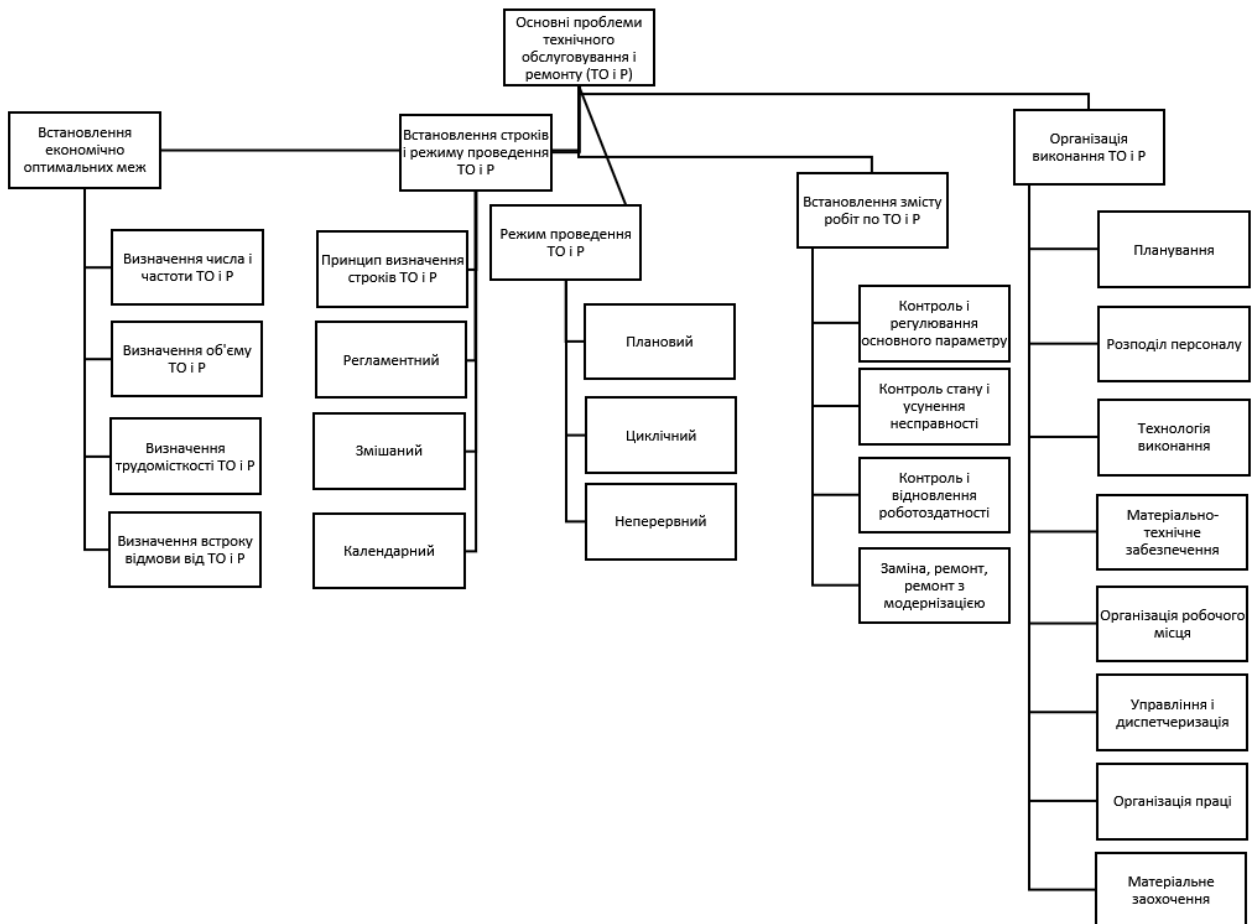 Основні проблеми
технічного
обслуговування і
ремонту (ТО і Р)
Встановлення
економічно
оптимальних меж
Визначення числа і
частоти ТО і Р
Визначення об'єму
ТО і Р
Визначення
трудомісткості ТО і Р
Визначення встроку
відмови від ТО і Р
Встановлення строків
і режиму проведення
ТО і Р
Принцип визначення
строків ТО і Р
Регламентний
Змішаний
Календарний
Режим проведення
ТО і Р
Плановий
Циклічний
Неперервний
Встановлення змісту
робіт по ТО і Р
Контроль і
регулювання
основного параметру
Контроль стану і
усунення
несправності
Контроль і
відновлення
роботоздатності
Заміна, ремонт,
ремонт з
модернізацією
Організація
виконання ТО і Р
Планування
Розподіл персоналу
Технологія
виконання
Матеріально-
технічне
забезпечення
Організація робочого
місця
Управління і
диспетчеризація
Організація праці
Матеріальне
заохочення